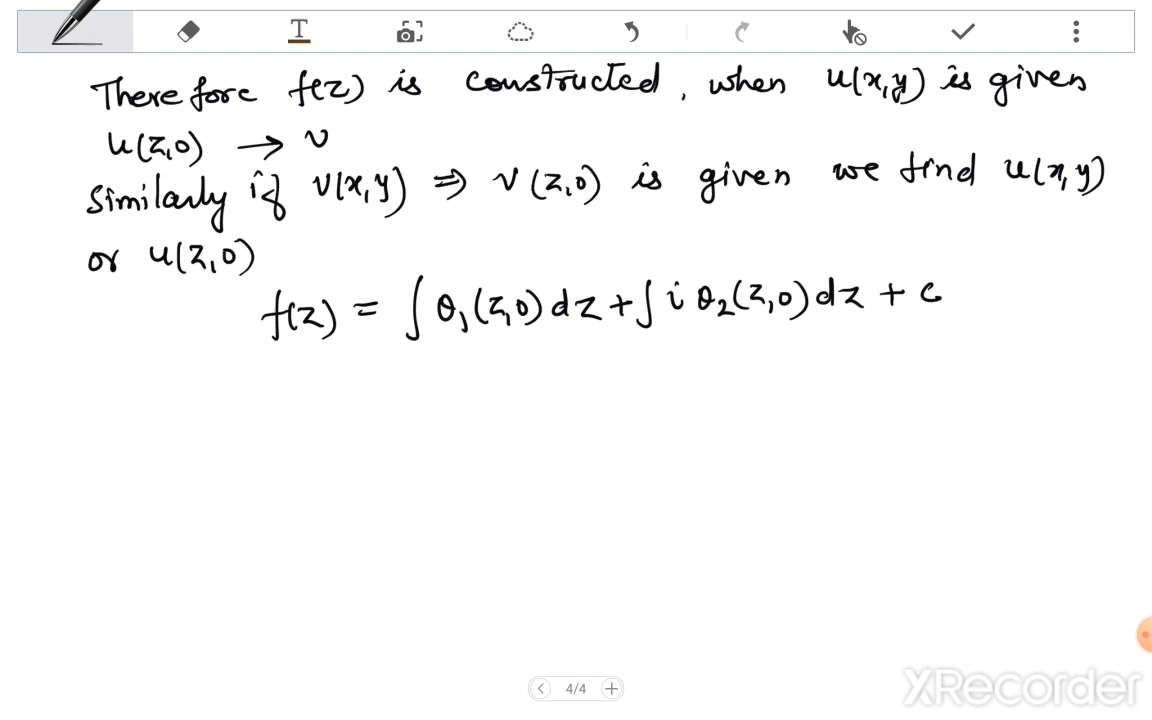 T
There fore f(z) is constructed, when u(x,y) is given
u(z,0) → v
Similarly if v(x,y) ⇒ v(z,0) is given we find u(x,y)
or u(z,0)
f(z) = ∫ θ₁(z,0) dz + ∫ i θ₂(z,0) dz + c
4/4
XRecorder